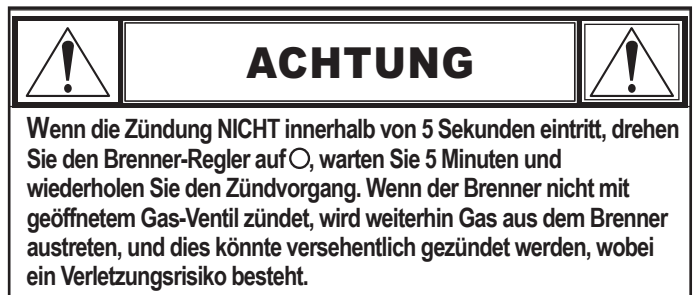 ACHTUNG
Wenn die Zündung NICHT innerhalb von 5 Sekunden eintritt, drehen
Sie den Brenner-Regler auf ○, warten Sie 5 Minuten und
wiederholen Sie den Zündvorgang. Wenn der Brenner nicht mit
geöffnetem Gas-Ventil zündet, wird weiterhin Gas aus dem Brenner
austreten, und dies könnte versehentlich gezündet werden, wobei
ein Verletzungsrisiko besteht.